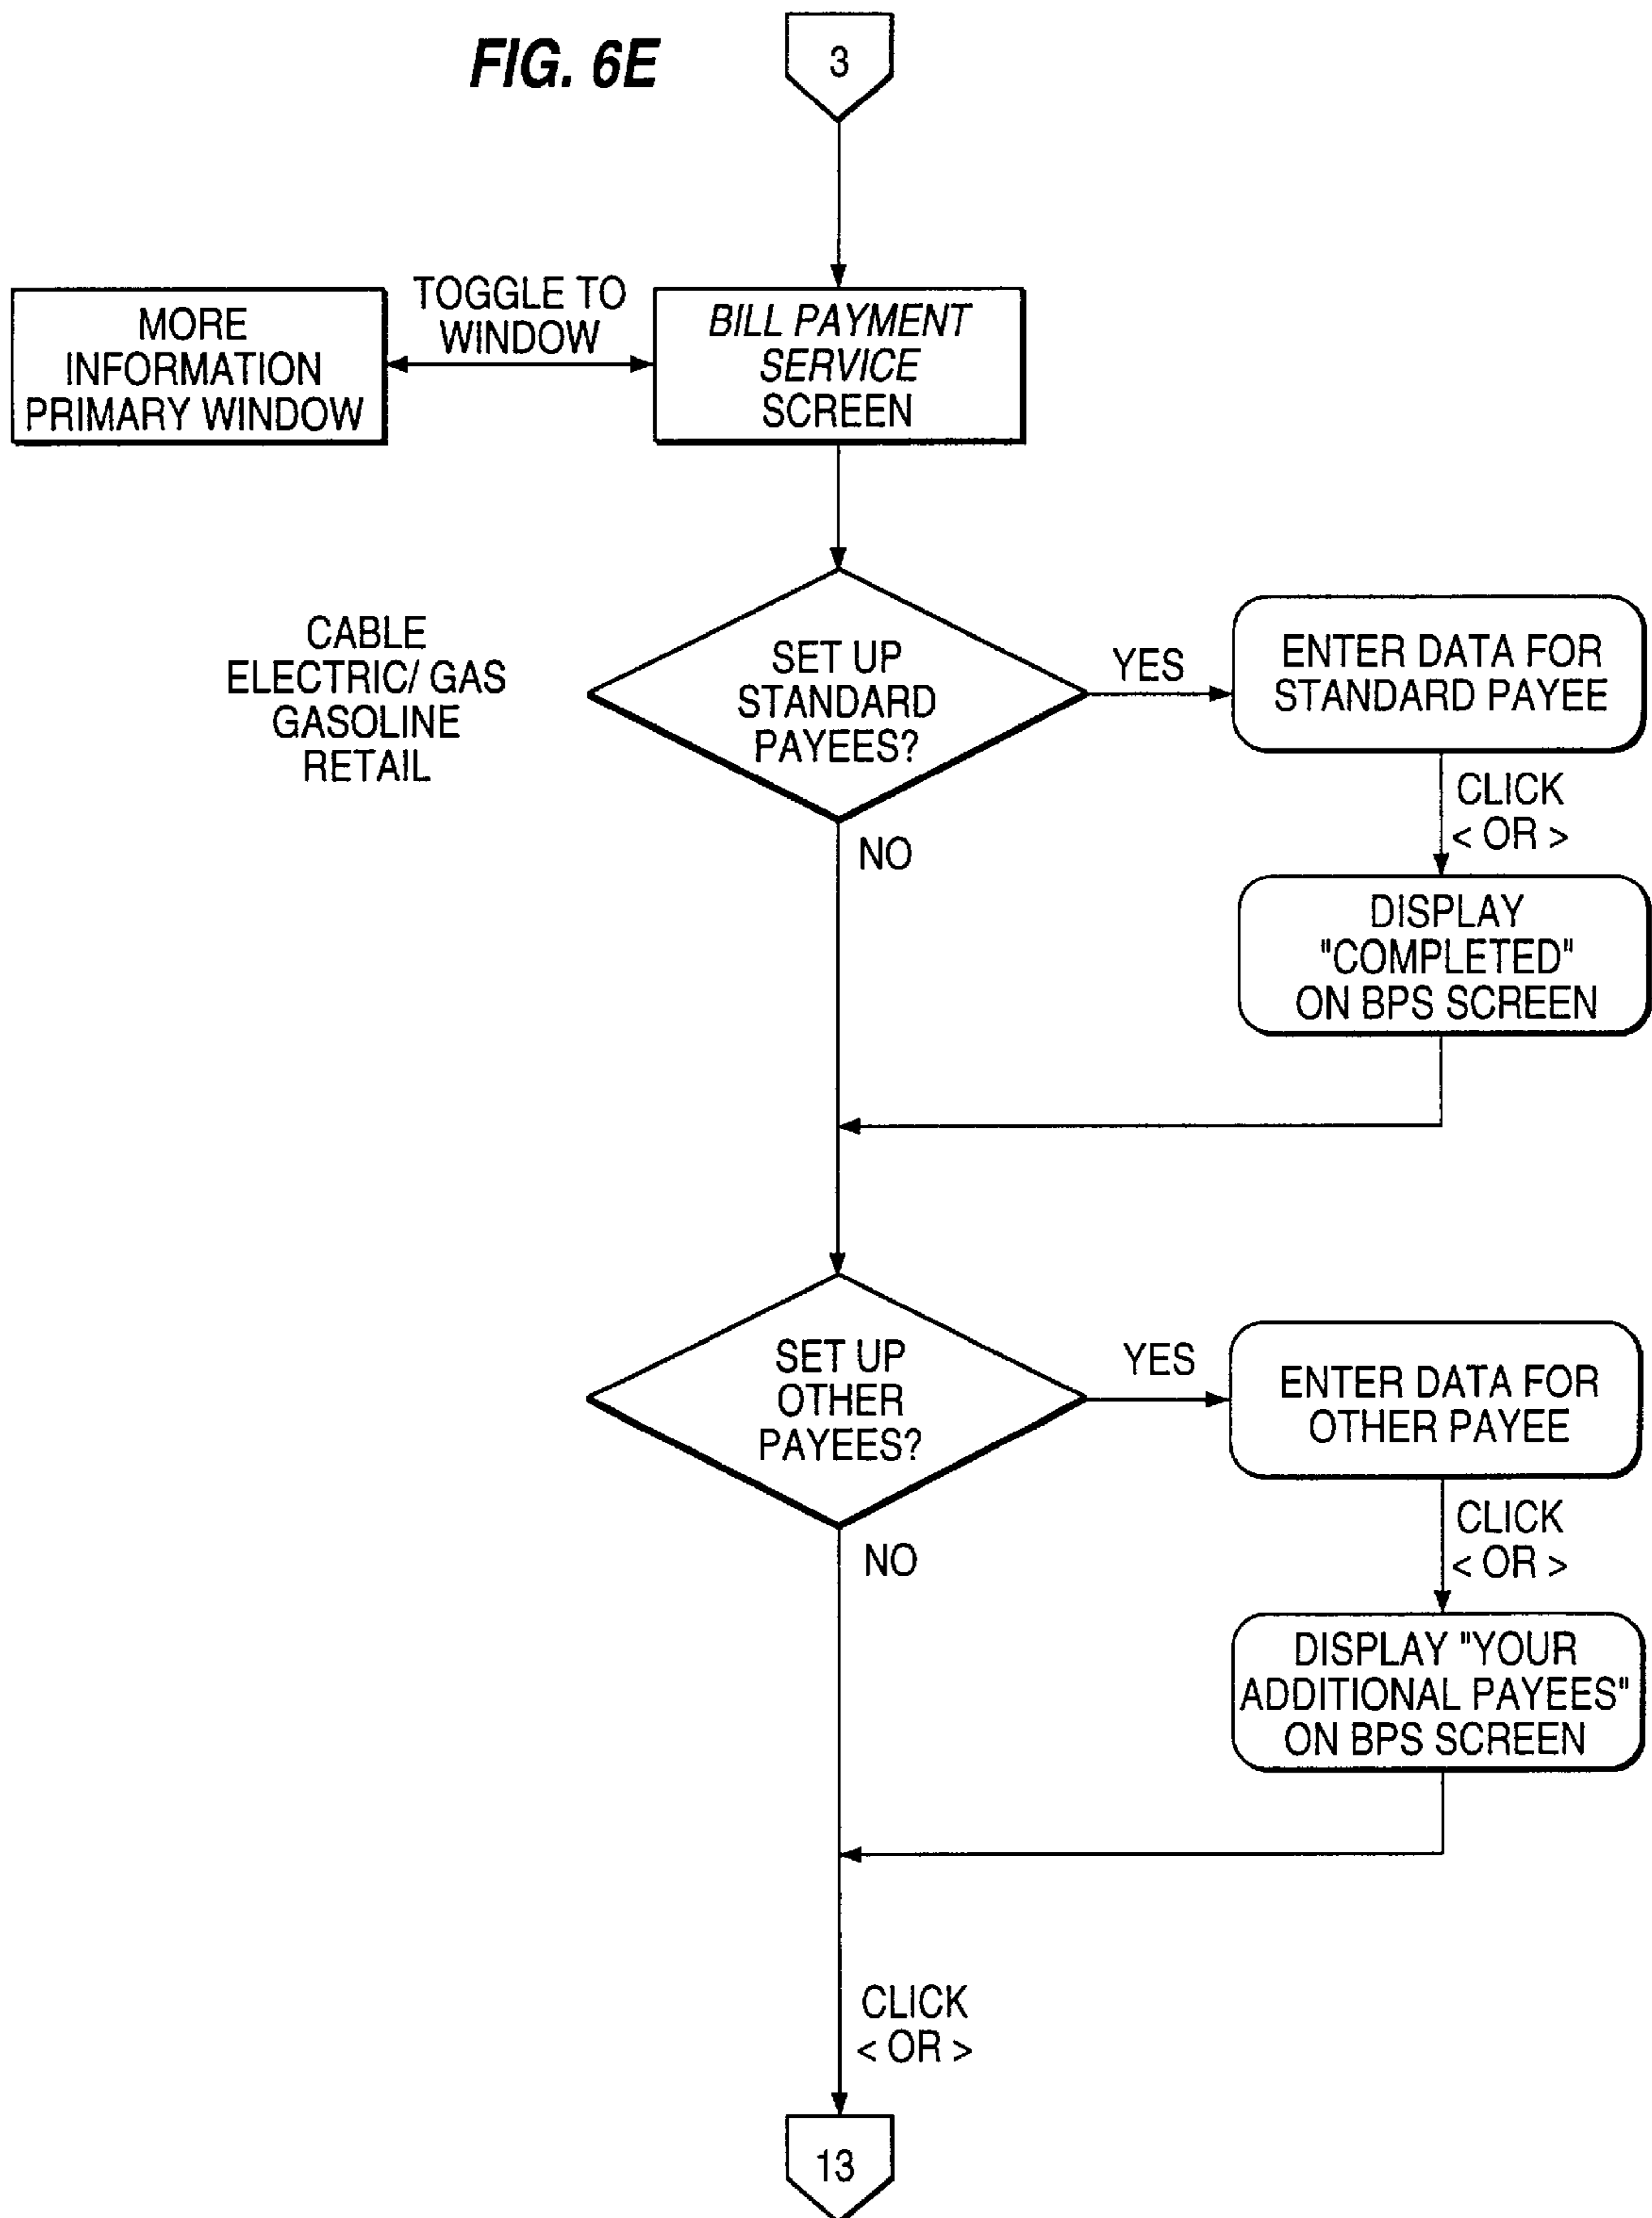 FIG. 6E
3
MORE
INFORMATION
PRIMARY WINDOW
TOGGLE TO
WINDOW
BILL PAYMENT
SERVICE
SCREEN
CABLE
ELECTRIC/ GAS
GASOLINE
RETAIL
SET UP
STANDARD
PAYEES?
YES
ENTER DATA FOR
STANDARD PAYEE
CLICK
< OR >
NO
DISPLAY
"COMPLETED"
ON BPS SCREEN
SET UP
OTHER
PAYEES?
YES
ENTER DATA FOR
OTHER PAYEE
CLICK
< OR >
NO
DISPLAY "YOUR
ADDITIONAL PAYEES"
ON BPS SCREEN
CLICK
< OR >
13